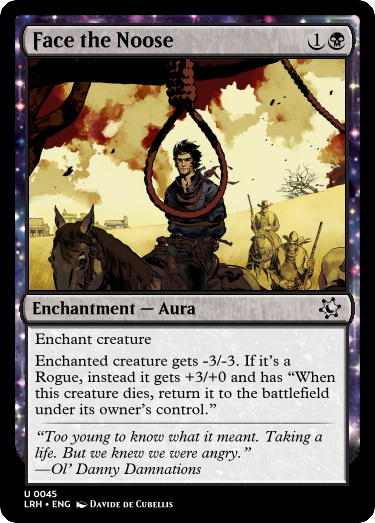 Face the Noose 1
Enchantment — Aura
Enchant creature
Enchanted creature gets -3/-3. If it's a
Rogue, instead it gets +3/+0 and has “When
this creature dies, return it to the battlefield
under its owner's control.”
“Too young to know what it meant. Taking a
life. But we knew we were angry.”
—Ol' Danny Damnations
U 0045
LRH • ENG Davide de Cubellis